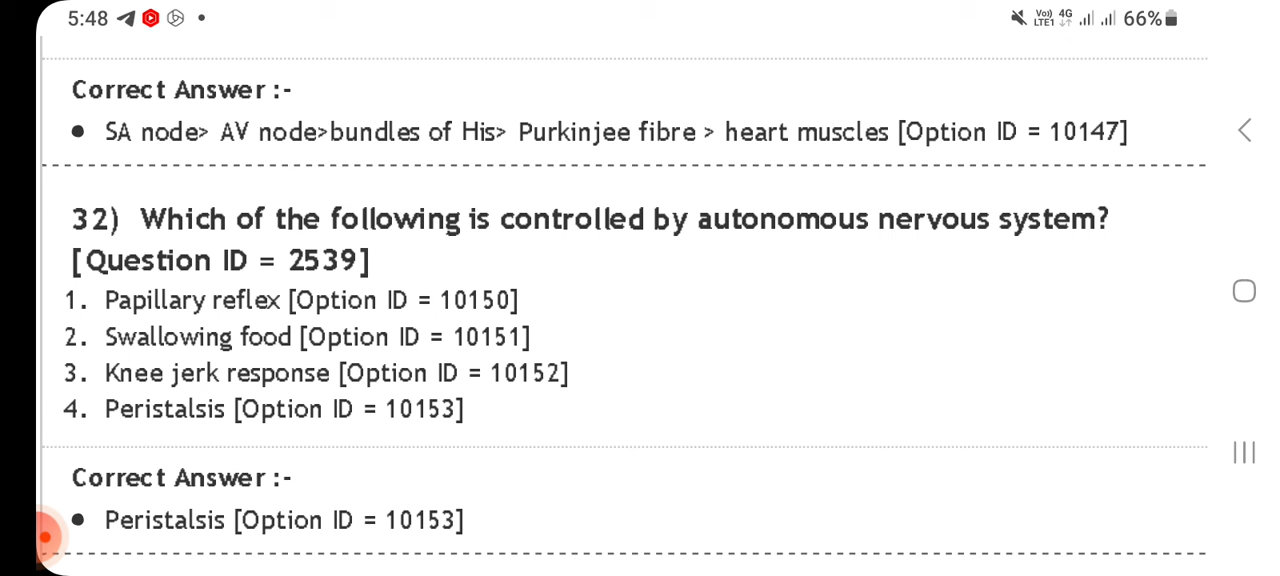 5:48
Vo)) 4G
LTE1
66%
Correct Answer :-
SA node> AV node>bundles of His> Purkinjee fibre > heart muscles [Option ID = 10147]
32) Which of the following is controlled by autonomous nervous system?
[Question ID = 2539]
1. Papillary reflex [Option ID = 10150]
2. Swallowing food [Option ID = 10151]
3. Knee jerk response [Option ID = 10152]
4. Peristalsis [Option ID = 10153]
Correct Answer :-
Peristalsis [Option ID = 10153]